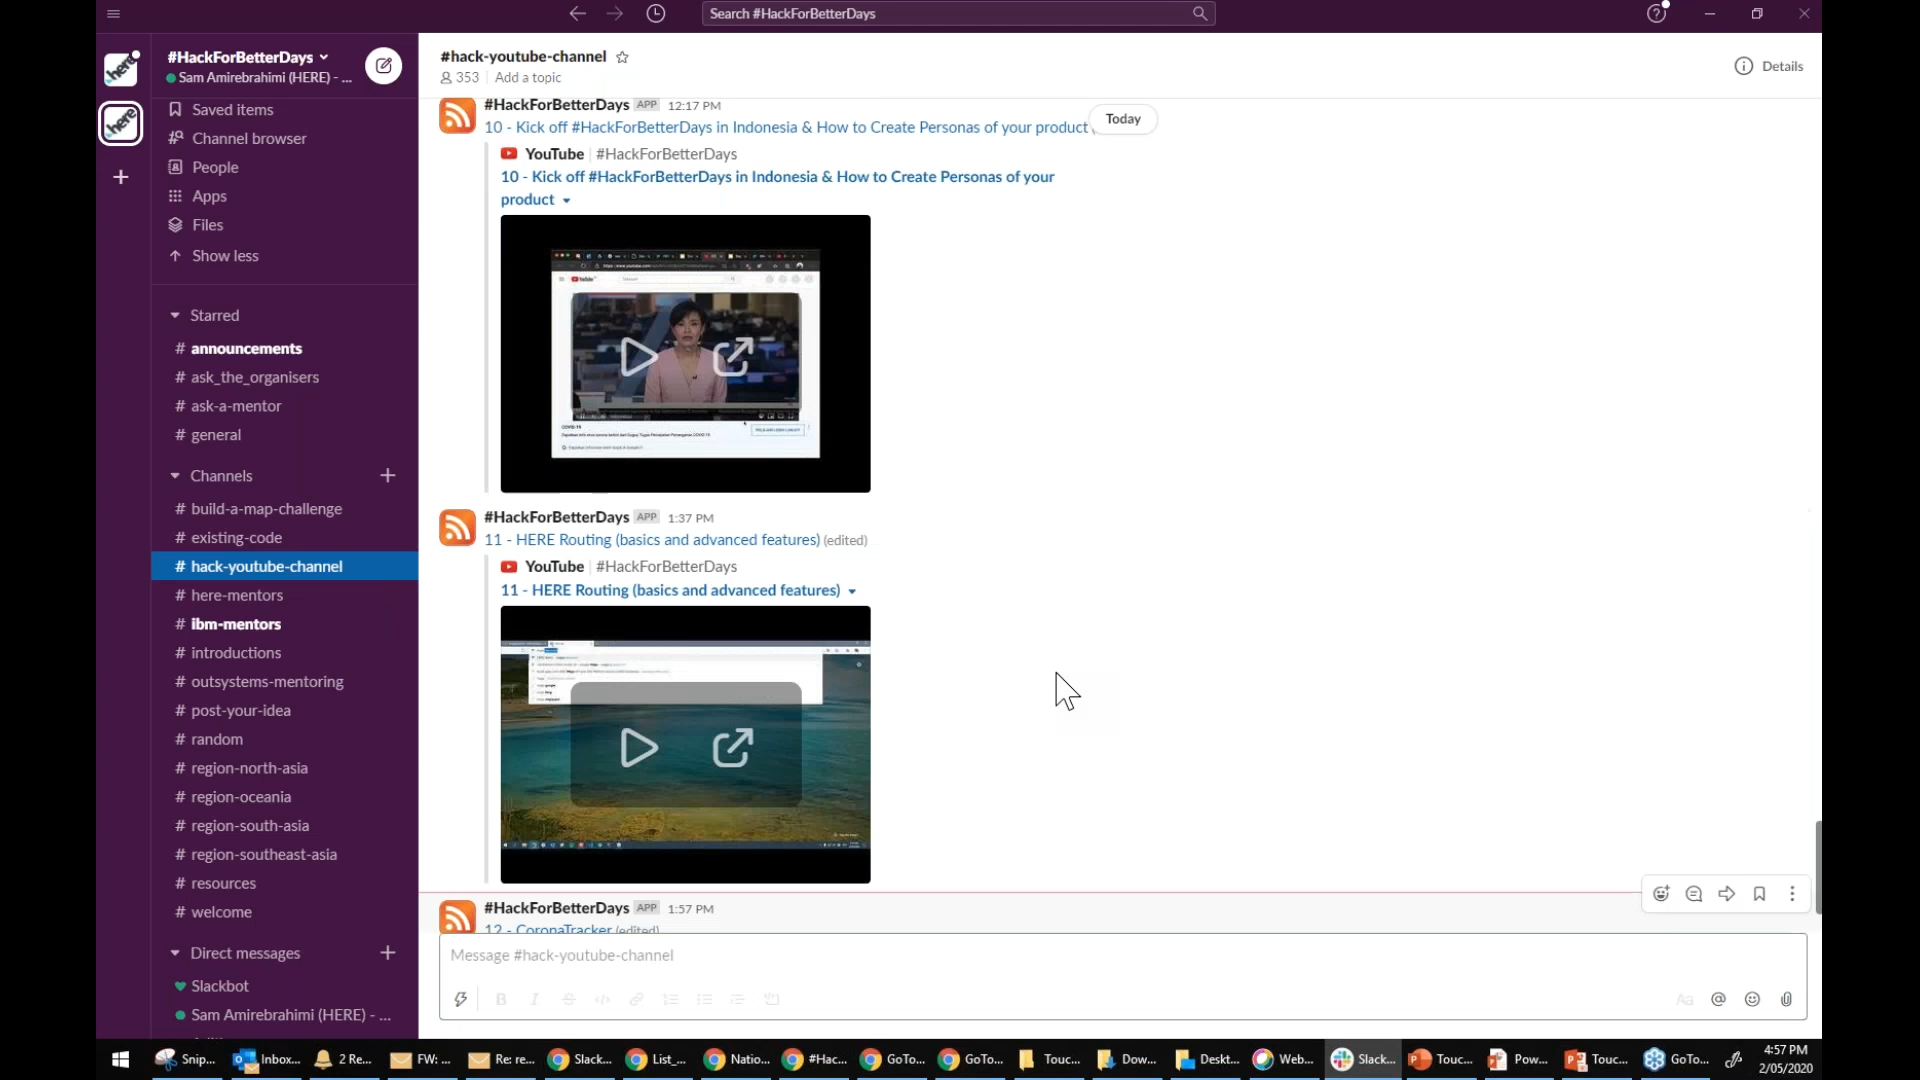 Search #HackForBetterDays
#HackForBetterDays
Sam Amirebrahimi (HERE) - ...
Saved items
Channel browser
People
Apps
Files
Show less
Starred
# announcements
# ask_the_organisers
# ask-a-mentor
# general
Channels
# build-a-map-challenge
# existing-code
# hack-youtube-channel
# here-mentors
# ibm-mentors
# introductions
# outsystems-mentoring
# post-your-idea
# random
# region-north-asia
# region-oceania
# region-south-asia
# region-southeast-asia
# resources
# welcome
Direct messages
Slackbot
Sam Amirebrahimi (HERE) - ...
#hack-youtube-channel
353 Add a topic
Details
Today
#HackForBetterDays APP 12:17 PM
10 - Kick off #HackForBetterDays in Indonesia & How to Create Personas of your product
YouTube #HackForBetterDays
10 - Kick off #HackForBetterDays in Indonesia & How to Create Personas of your
product
#HackForBetterDays APP 1:37 PM
11 - HERE Routing (basics and advanced features) (edited)
YouTube #HackForBetterDays
11 - HERE Routing (basics and advanced features)
#HackForBetterDays APP 1:57 PM
12 - CoronaTracker (edited)
Message #hack-youtube-channel
Snip... Inbox... 2 Re... FW: ... Re: re... Slack... List_... Natio... #Hac... GoTo... GoTo... Touc... Dow... Deskt... Web... Slack... Touc... Pow... Touc... GoTo...
4:57 PM
2/05/2020